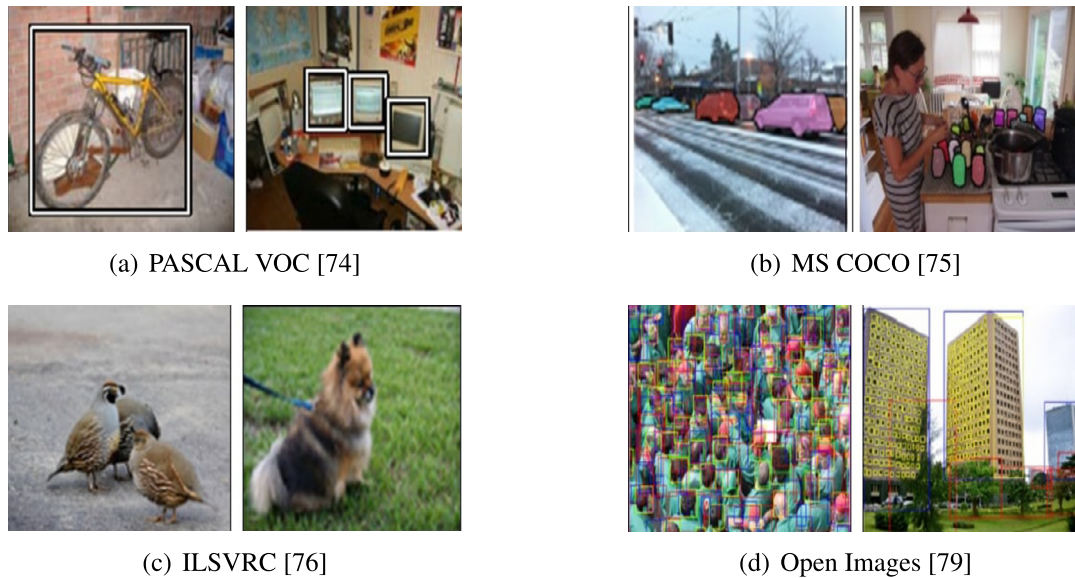 (a) PASCAL VOC [74]
(b) MS COCO [75]
(c) ILSVRC [76]
(d) Open Images [79]